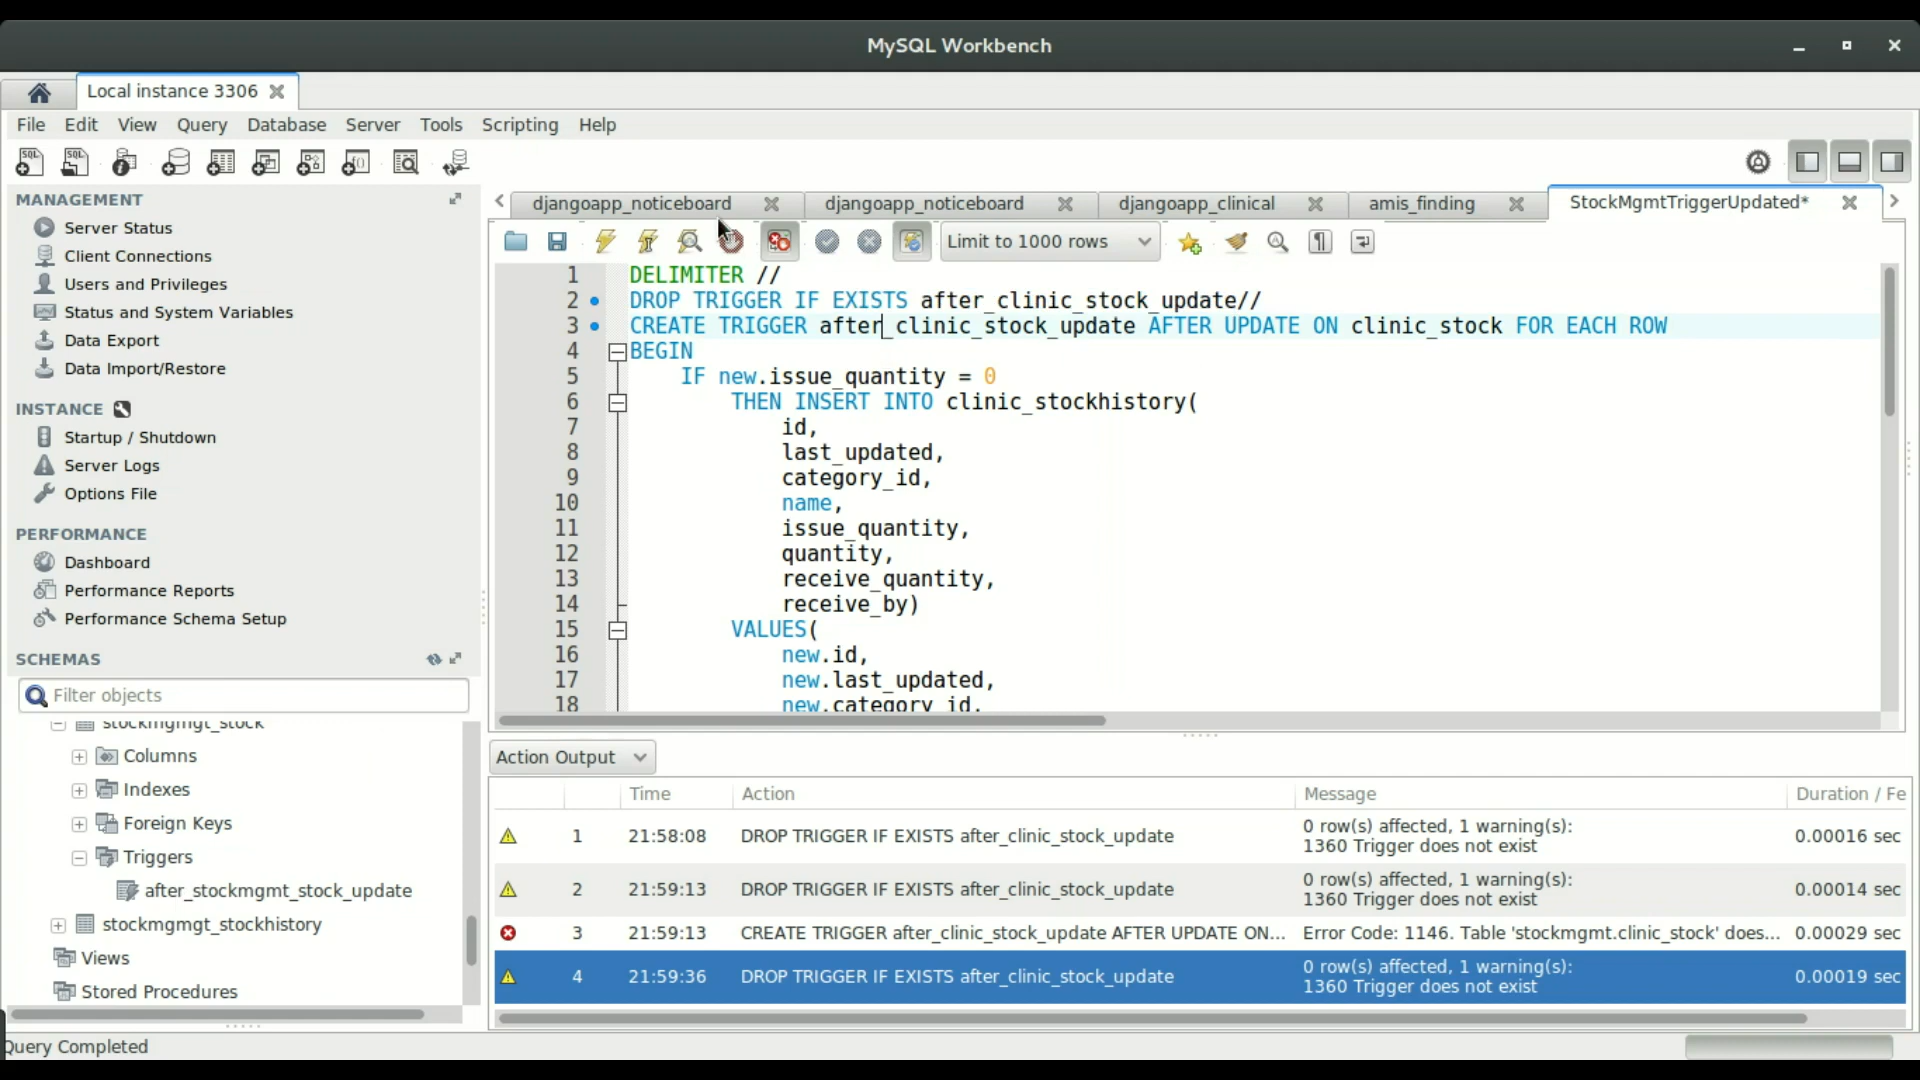 MySQL Workbench
Local instance 3306
File Edit View Query Database Server Tools Scripting Help
MANAGEMENT
Server Status
Client Connections
Users and Privileges
Status and System Variables
Data Export
Data Import/Restore
INSTANCE
Startup / Shutdown
Server Logs
Options File
PERFORMANCE
Dashboard
Performance Reports
Performance Schema Setup
SCHEMAS
Filter objects
stockmgmgt_stock
Columns
Indexes
Foreign Keys
Triggers
after_stockmgmt_stock_update
stockmgmgt_stockhistory
Views
Stored Procedures
djangoapp_noticeboard djangoapp_noticeboard djangoapp_clinical amis_finding StockMgmtTriggerUpdated*
Limit to 1000 rows
1 DELIMITER //
2 DROP TRIGGER IF EXISTS after_clinic_stock_update//
3 CREATE TRIGGER after_clinic_stock_update AFTER UPDATE ON clinic_stock FOR EACH ROW
4 BEGIN
5 IF new.issue_quantity = 0
6 THEN INSERT INTO clinic_stockhistory(
7 id,
8 last_updated,
9 category_id,
10 name,
11 issue_quantity,
12 quantity,
13 receive_quantity,
14 receive_by)
15 VALUES(
16 new.id,
17 new.last_updated,
18 new.category_id,
Action Output
Time Action Message Duration / Fe
1 21:58:08 DROP TRIGGER IF EXISTS after_clinic_stock_update 0 row(s) affected, 1 warning(s): 0.00016 sec
1360 Trigger does not exist
2 21:59:13 DROP TRIGGER IF EXISTS after_clinic_stock_update 0 row(s) affected, 1 warning(s): 0.00014 sec
1360 Trigger does not exist
3 21:59:13 CREATE TRIGGER after_clinic_stock_update AFTER UPDATE ON... Error Code: 1146. Table 'stockmgmt.clinic_stock' does... 0.00029 sec
4 21:59:36 DROP TRIGGER IF EXISTS after_clinic_stock_update 0 row(s) affected, 1 warning(s): 0.00019 sec
1360 Trigger does not exist
Query Completed